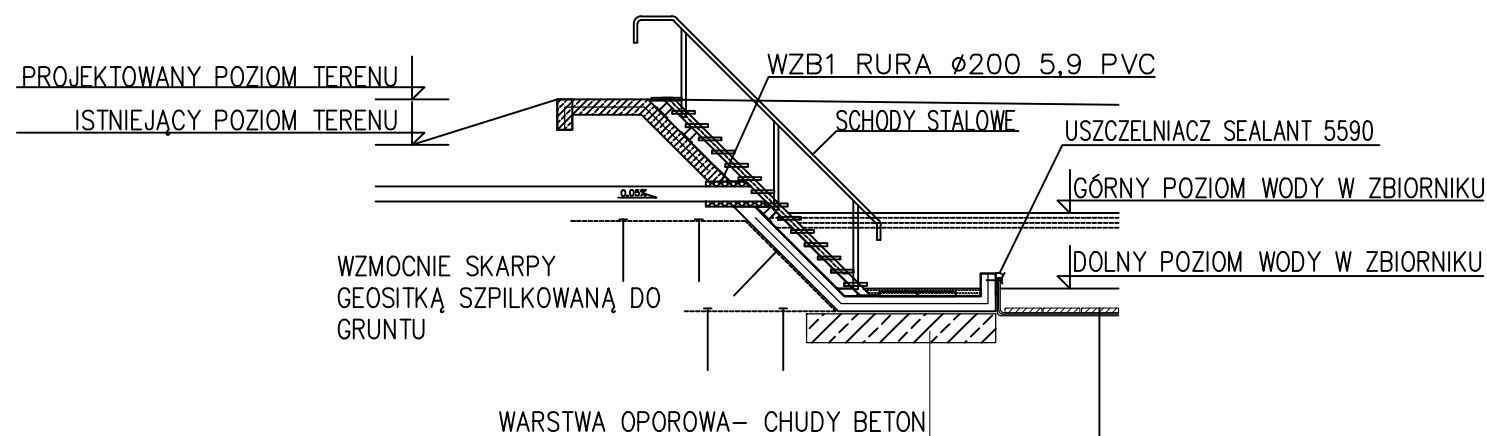 WZB1 RURA ø200 5,9 PVC
PROJEKTOWANY POZIOM TERENU
ISTNIEJĄCY POZIOM TERENU
SCHODY STALOWE
USZCZELNIACZ SEALANT 5590
GÓRNY POZIOM WODY W ZBIORNIKU
0.05%
DOLNY POZIOM WODY W ZBIORNIKU
WZMOCNIE SKARPY
GEOSITKĄ SZPILKOWANĄ DO
GRUNTU
WARSTWA OPOROWA– CHUDY BETON